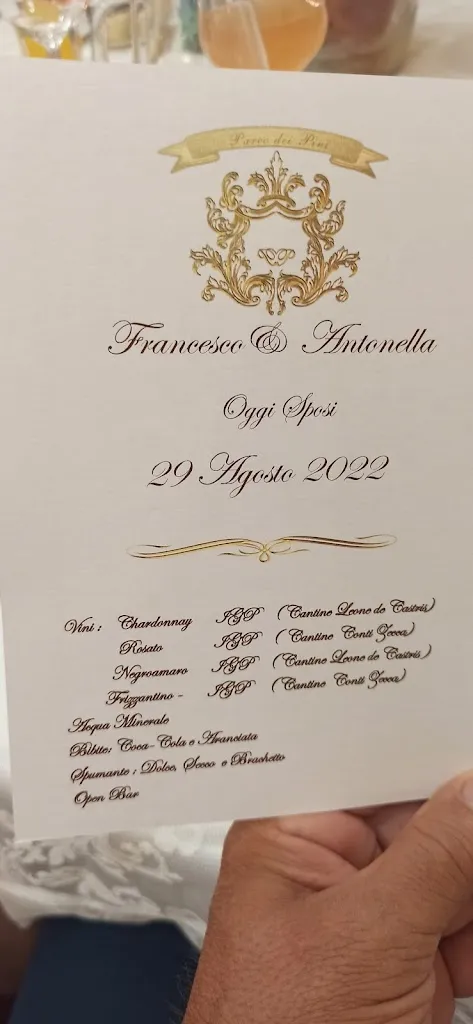 Parco dei Pini
Francesco & Antonella
Oggi Sposi
29 Agosto 2022
Vini : Chardonnay IGP (Cantine Leone de Castris)
Rosato IGP ( Cantine Conti Zecca)
Negroamaro IGP ( Cantine Leone de Castris )
Frizzantino - IGP ( Cantine Conti Zecca)
Acqua Minerale
Bibite: Coca-Cola e Aranciata
Spumante : Dolce, Secco e Brachetto
Open Bar